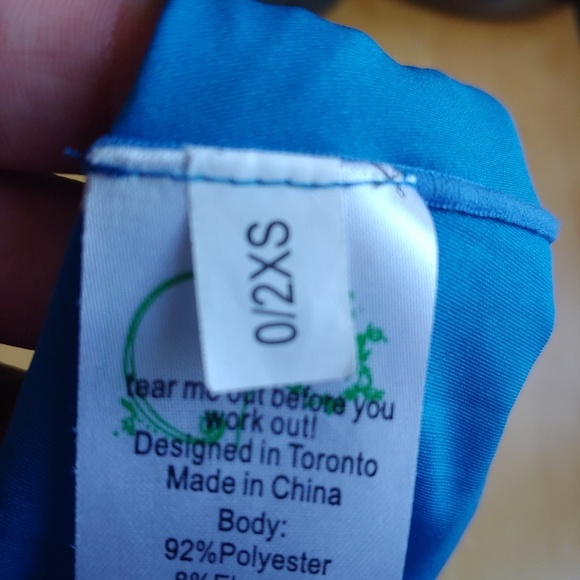 0/2XS
tear me out before you
work out!
Designed in Toronto
Made in China
Body:
92%Polyester